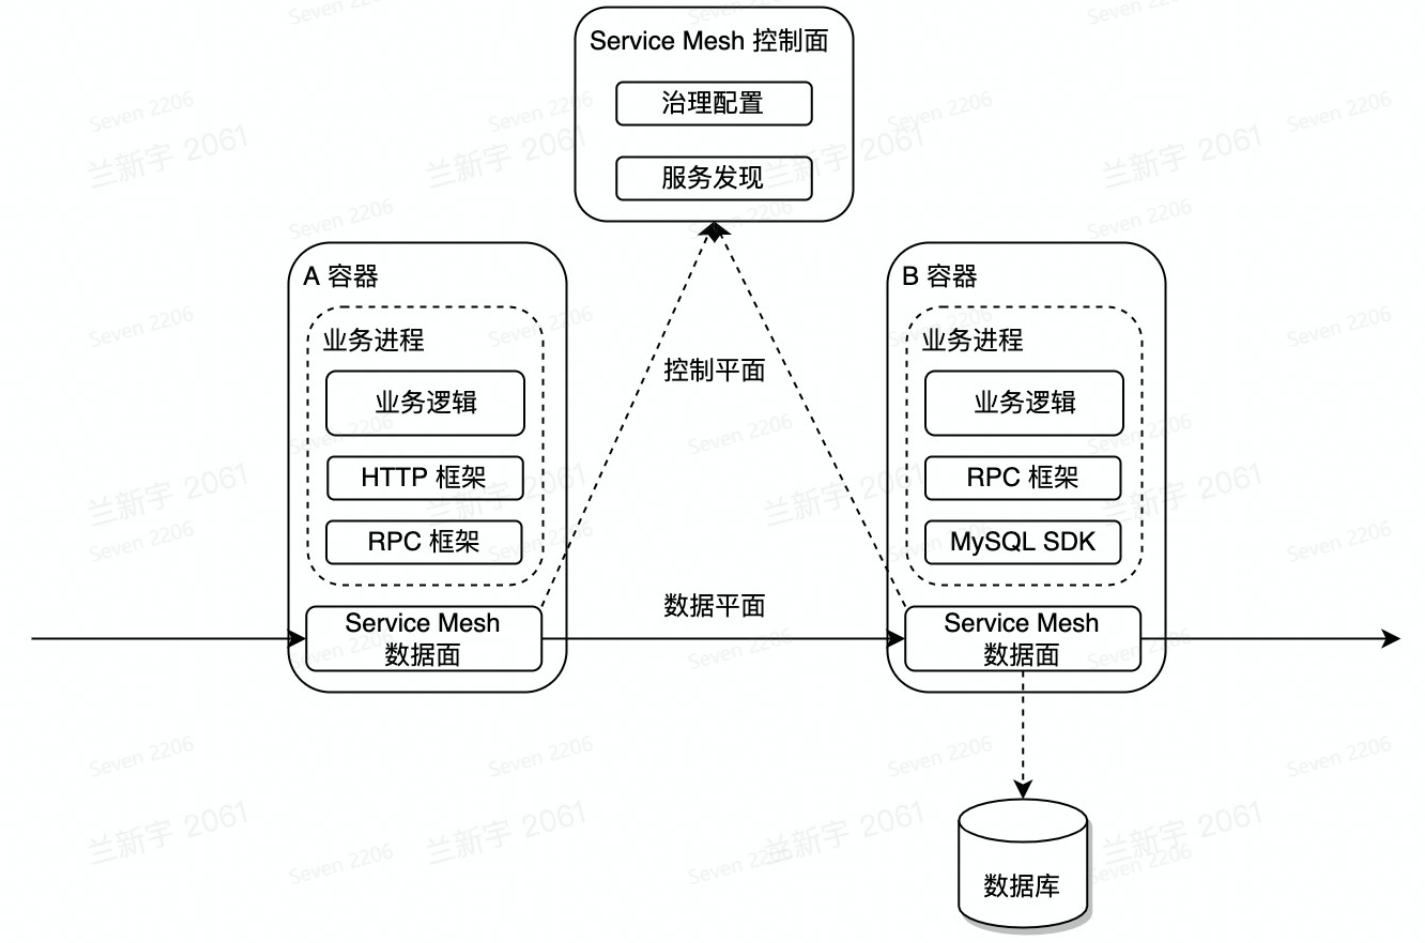 Service Mesh 控制面
治理配置
服务发现
A 容器
业务进程
业务逻辑
HTTP 框架
RPC 框架
Service Mesh
数据面
控制平面
数据平面
B 容器
业务进程
业务逻辑
RPC 框架
MySQL SDK
Service Mesh
数据面
数据库
Seven 2206
兰新宇 2061